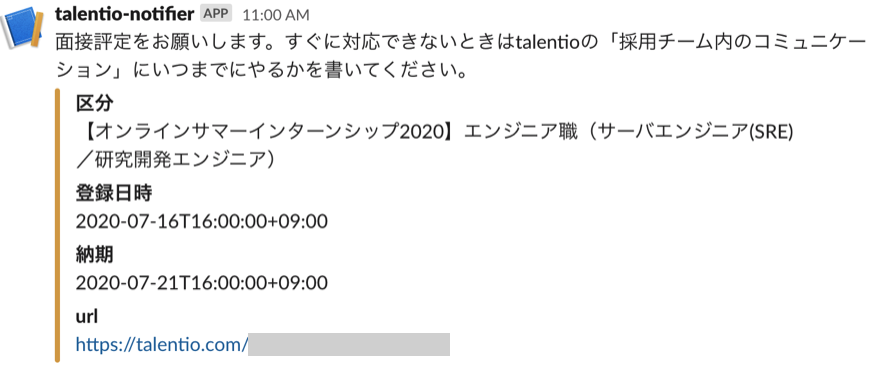 talentio-notifier APP 11:00 AM
面接評定をお願いします。すぐに対応できないときはtalentioの「採用チーム内のコミュニケー
ション」にいつまでにやるかを書いてください。
区分
【オンラインサマーインターンシップ2020】エンジニア職（サーバエンジニア(SRE)
／研究開発エンジニア）
登録日時
2020-07-16T16:00:00+09:00
納期
2020-07-21T16:00:00+09:00
url
https://talentio.com/